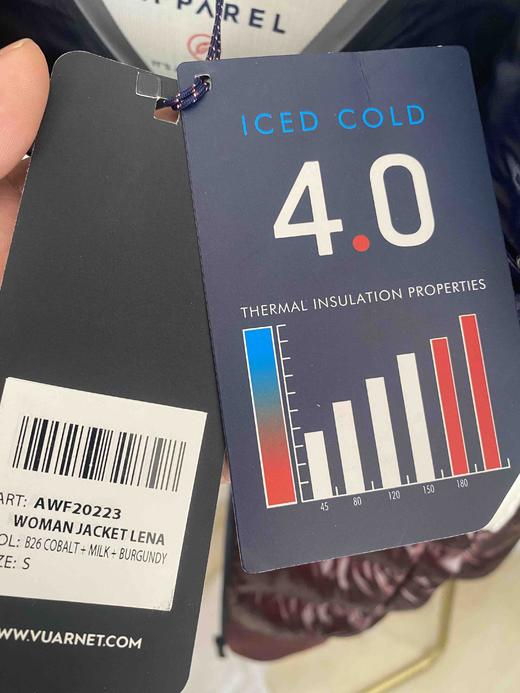 PAREL
ICED COLD
4.0
THERMAL INSULATION PROPERTIES
45 80 120 150 180
ART: AWF20223
WOMAN JACKET LENA
OL: B26 COBALT + MILK + BURGUNDY
ZE: S
WWW.VUARNET.COM